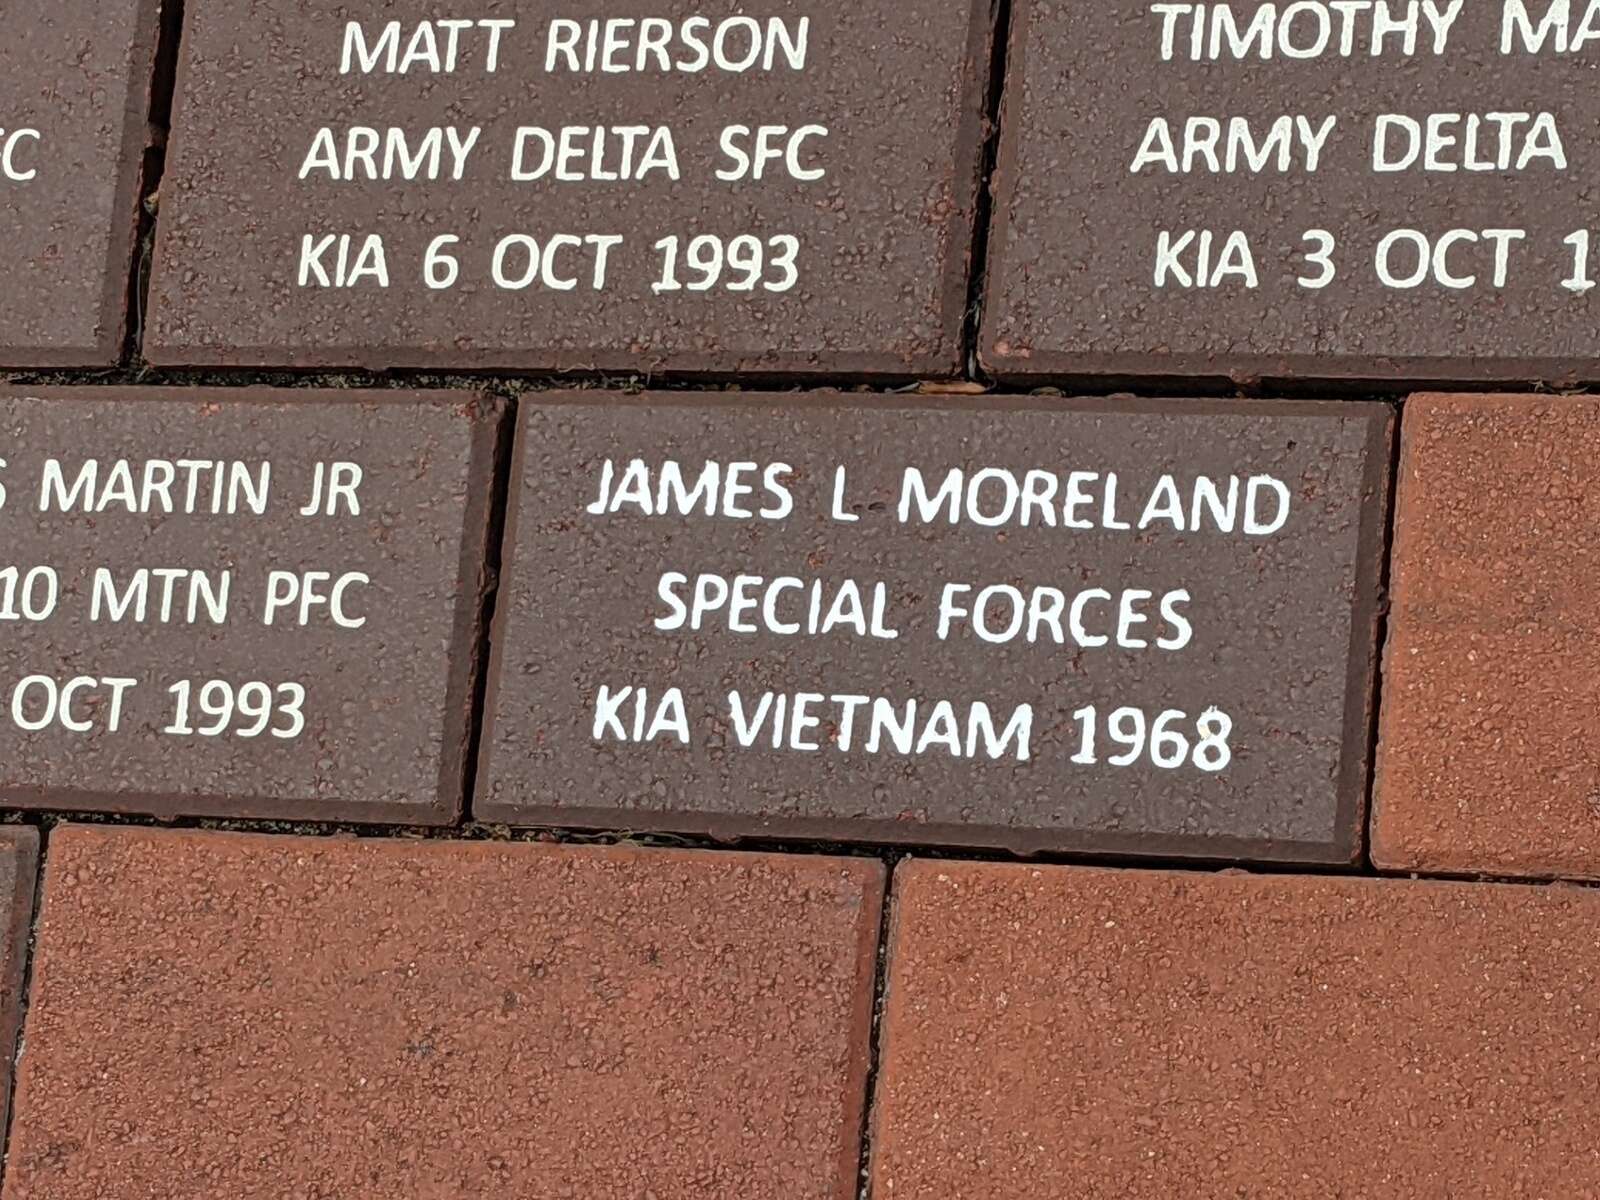 MATT RIERSON
ARMY DELTA SFC
KIA 6 OCT 1993
TIMOTHY
ARMY DELTA
KIA 3 OCT
MARTIN JR
10 MTN PFC
OCT 1993
JAMES L MORELAND
SPECIAL FORCES
KIA VIETNAM 1968